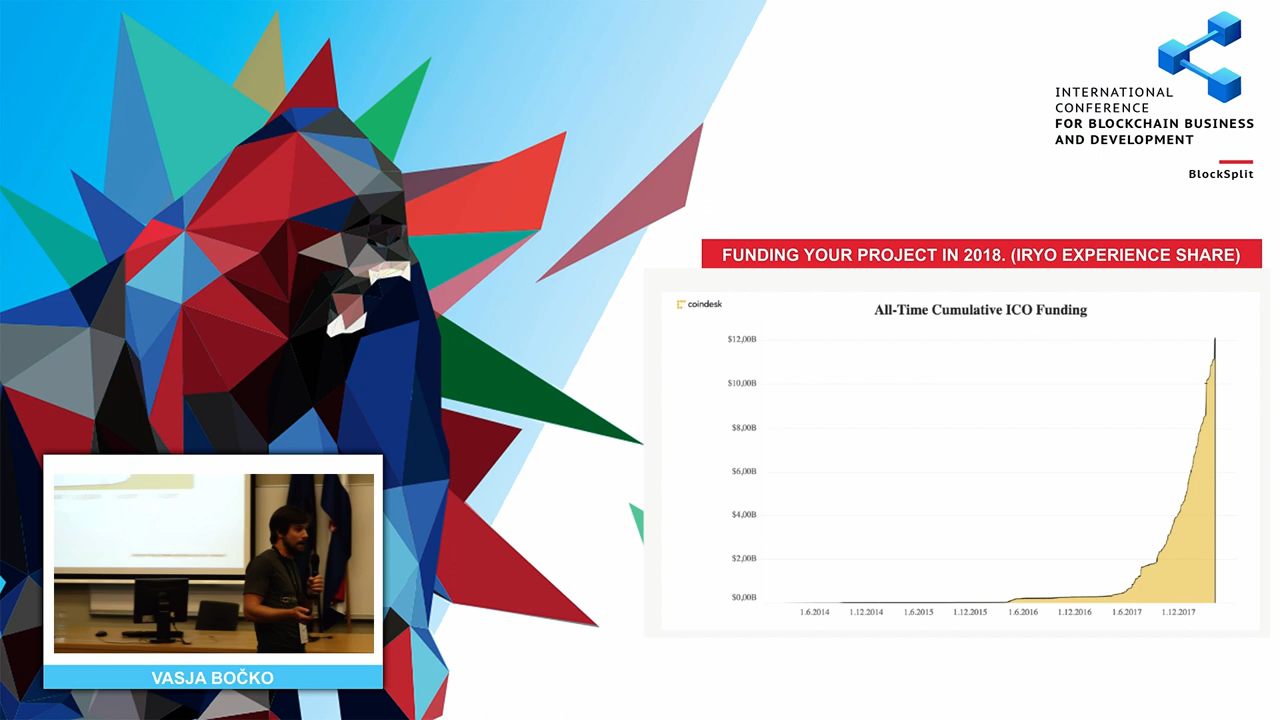 INTERNATIONAL
CONFERENCE
FOR BLOCKCHAIN BUSINESS
AND DEVELOPMENT
BlockSplit
FUNDING YOUR PROJECT IN 2018. (IRYO EXPERIENCE SHARE)
coindesk
All-Time Cumulative ICO Funding
$12,00B
$10,00B
$8,00B
$6,00B
$4,00B
$2,00B
$0,00B
1.6.2014 1.12.2014 1.6.2015 1.12.2015 1.6.2016 1.12.2016 1.6.2017 1.12.2017
VASJA BOČKO